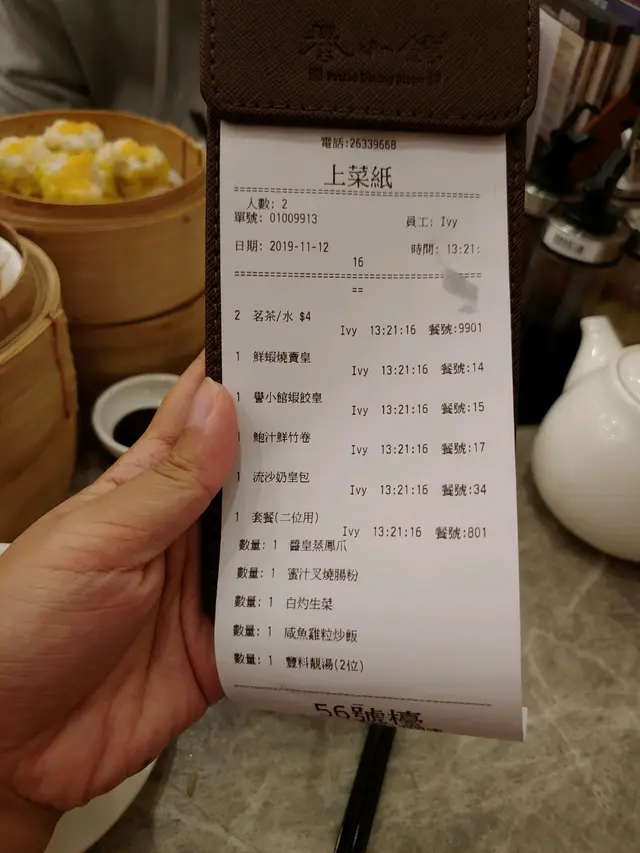 電話:26339668
上菜紙
人數: 2
單號: 01009913 員工: Ivy
日期: 2019-11-12 時間: 13:21:
16
==
2 茗茶/水 $4
Ivy 13:21:16 餐號:9901
1 鮮蝦燒賣皇
Ivy 13:21:16 餐號:14
1 譽小館蝦餃皇
Ivy 13:21:16 餐號:15
1 鮑汁鮮竹卷
Ivy 13:21:16 餐號:17
1 流沙奶皇包
Ivy 13:21:16 餐號:34
1 套餐(二位用)
Ivy 13:21:16 餐號:801
數量: 1 醬皇蒸鳳爪
數量: 1 蜜汁叉燒腸粉
數量: 1 白灼生菜
數量: 1 咸魚雞粒炒飯
數量: 1 豐料靚湯(2位)
56號檯